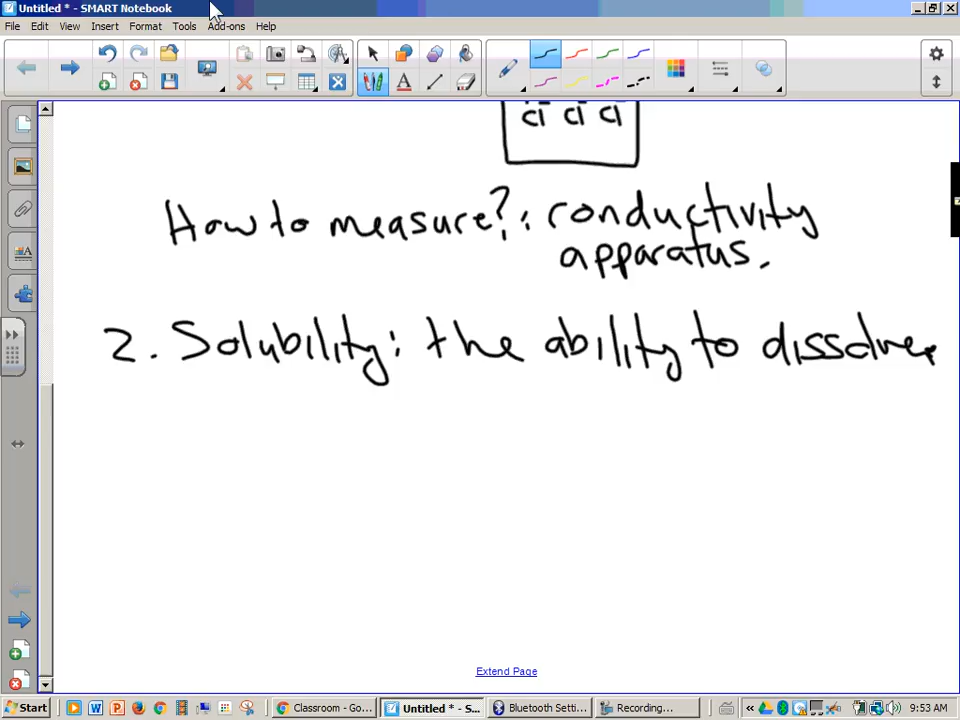 Untitled * - SMART Notebook
File Edit View Insert Format Tools Add-ons Help
Cl Cl Cl
How to measure?: conductivity
apparatus.
2. Solubility: the ability to dissolve.
Extend Page
Start Classroom - Go... Untitled * - S... Bluetooth Setti... Recording... 9:53 AM